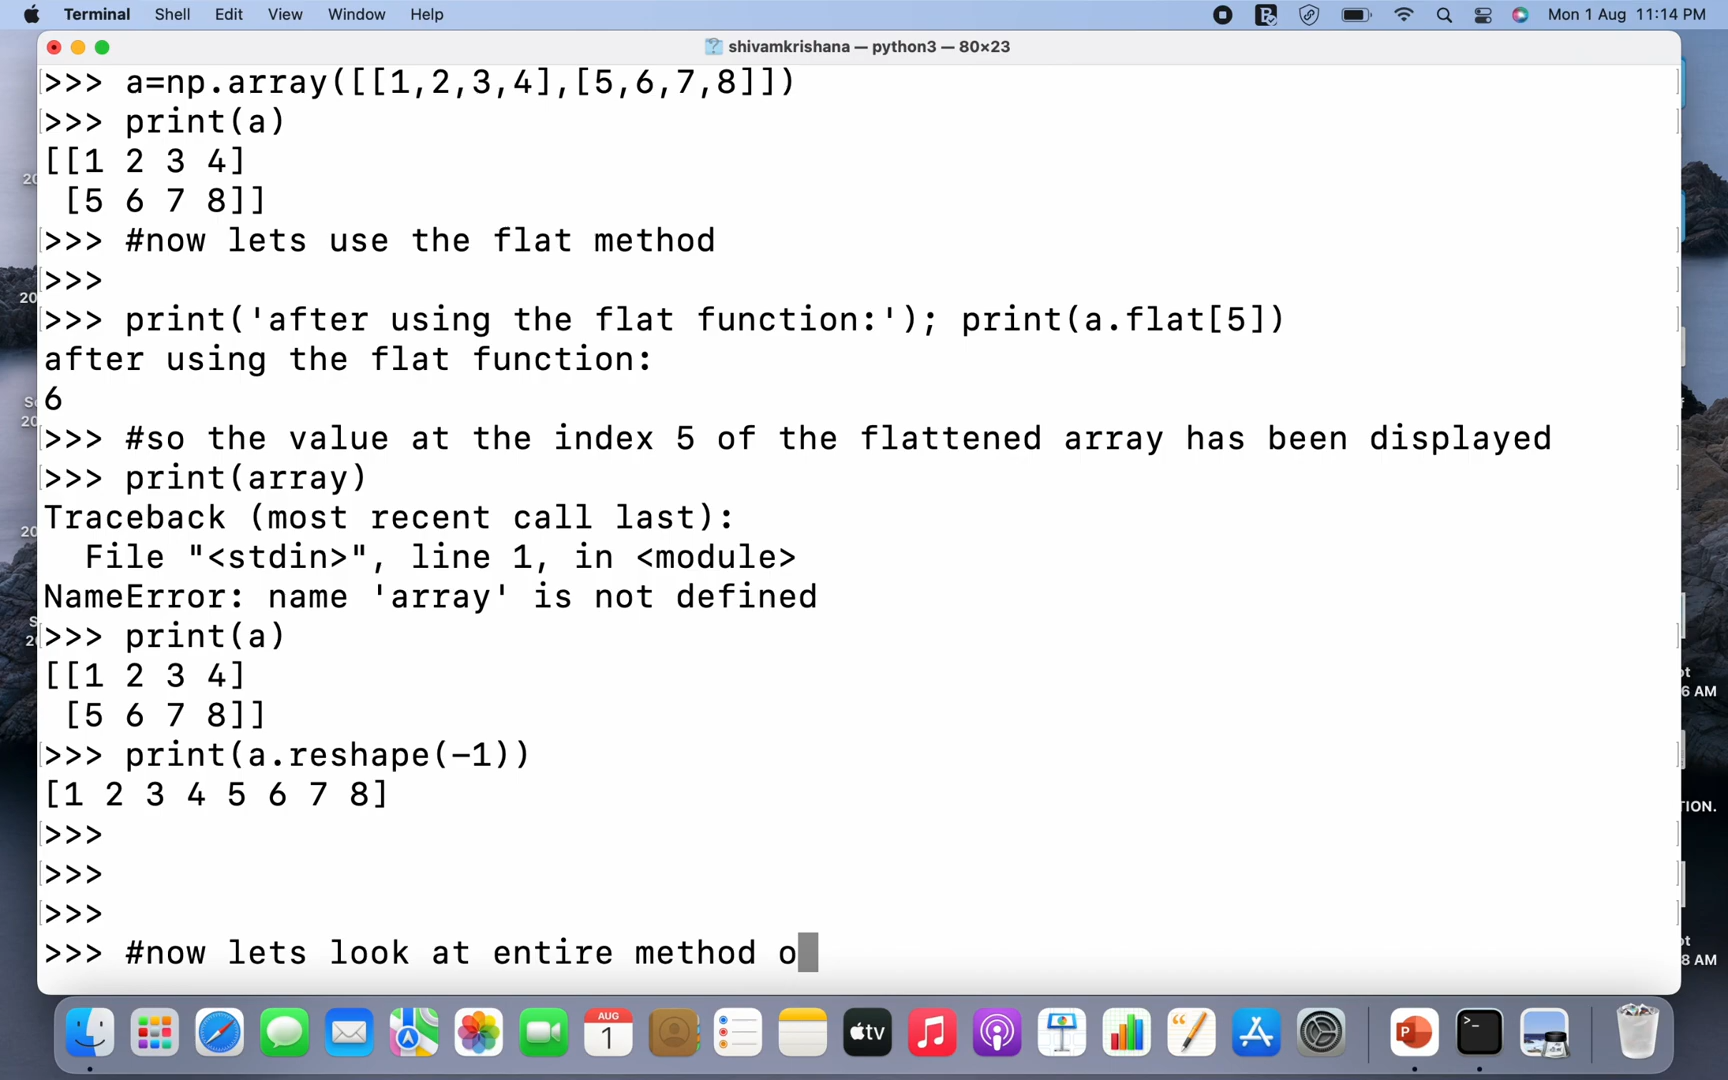 Terminal Shell Edit View Window Help Mon 1 Aug 11:14 PM
shivamkrishana — python3 — 80×23
>>> a=np.array([[1,2,3,4],[5,6,7,8]])
>>> print(a)
[[1 2 3 4]
 [5 6 7 8]]
>>> #now lets use the flat method
>>>
>>> print('after using the flat function:'); print(a.flat[5])
after using the flat function:
6
>>> #so the value at the index 5 of the flattened array has been displayed
>>> print(array)
Traceback (most recent call last):
  File "<stdin>", line 1, in <module>
NameError: name 'array' is not defined
>>> print(a)
[[1 2 3 4]
 [5 6 7 8]]
>>> print(a.reshape(-1))
[1 2 3 4 5 6 7 8]
>>>
>>>
>>>
>>> #now lets look at entire method o
6 AM
TION.
8 AM
AUG
1
tv
P
>_